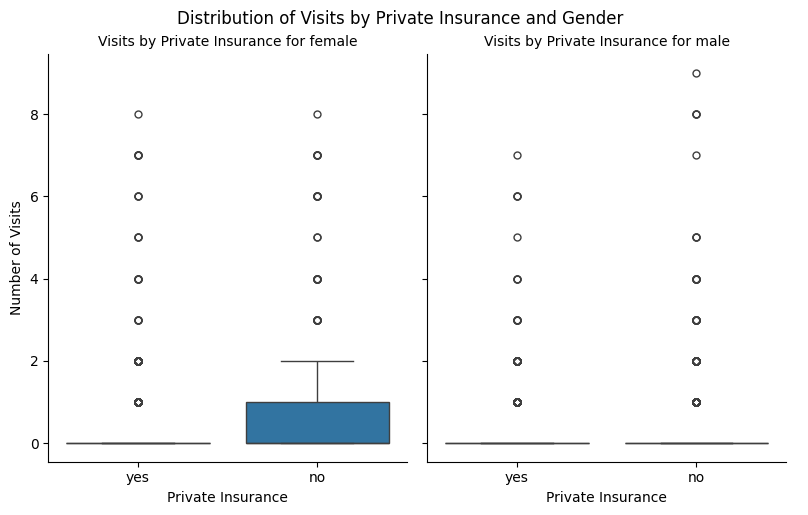 Distribution of Visits by Private Insurance and Gender
Visits by Private Insurance for female
Visits by Private Insurance for male
Number of Visits
8
6
4
2
0
yes
no
yes
no
Private Insurance
Private Insurance